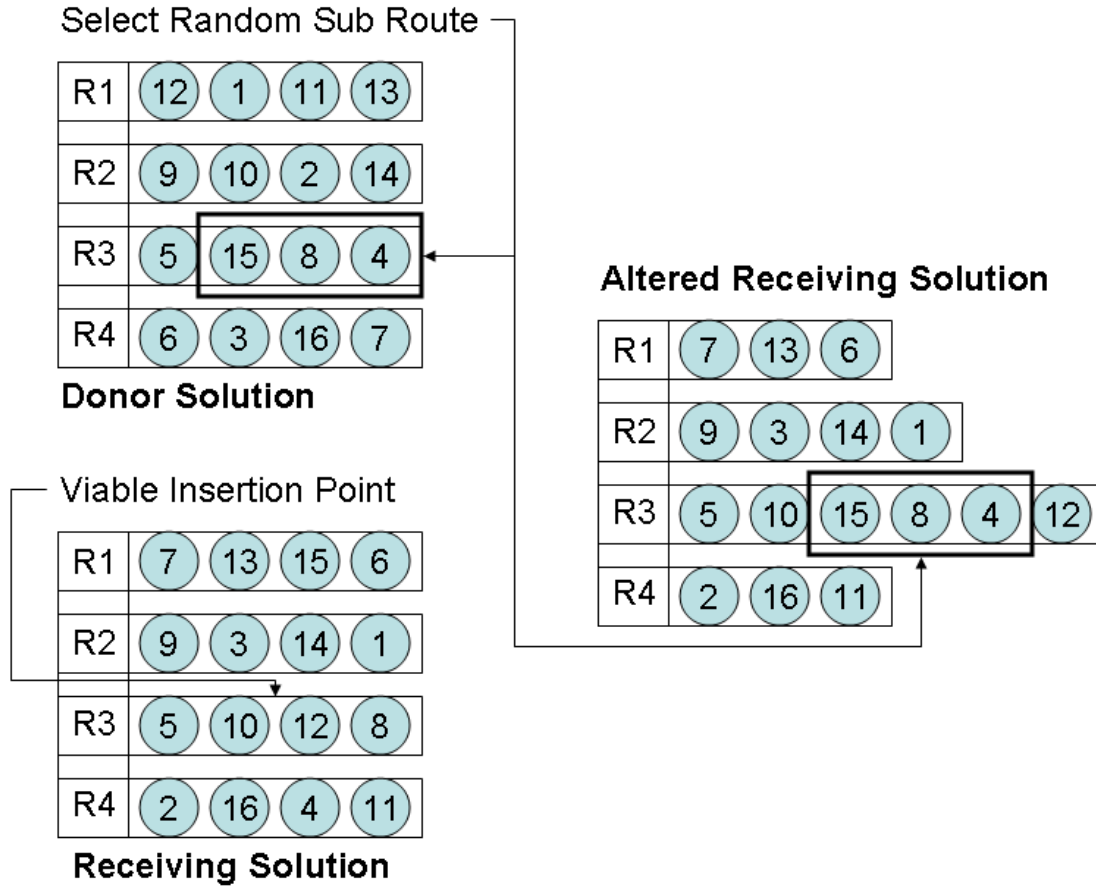 Select Random Sub Route
R1 12 1 11 13
R2 9 10 2 14
R3 5 15 8 4
R4 6 3 16 7
Donor Solution
Viable Insertion Point
R1 7 13 15 6
R2 9 3 14 1
R3 5 10 12 8
R4 2 16 4 11
Receiving Solution
Altered Receiving Solution
R1 7 13 6
R2 9 3 14 1
R3 5 10 15 8 4 12
R4 2 16 11